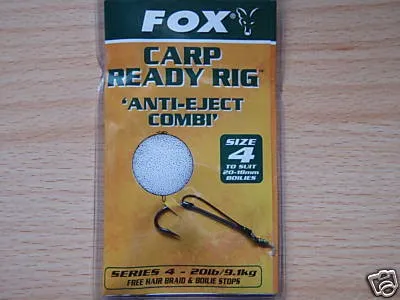 FOX
CARP
READY RIG™
'ANTI-EJECT
COMBI'
SIZE
4
TO SUIT
20-18mm
BOILIES
SERIES 4 - 20lb/9.1kg
FREE HAIR BRAID & BOILIE STOPS